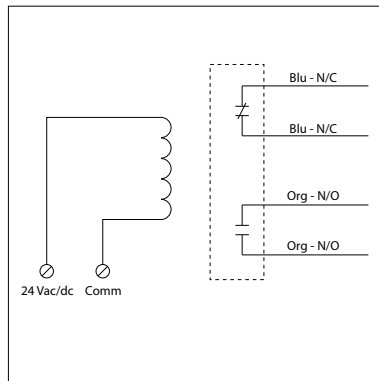 Blu - N/C
Blu - N/C
Org - N/O
Org - N/O
24 Vac/dc Comm